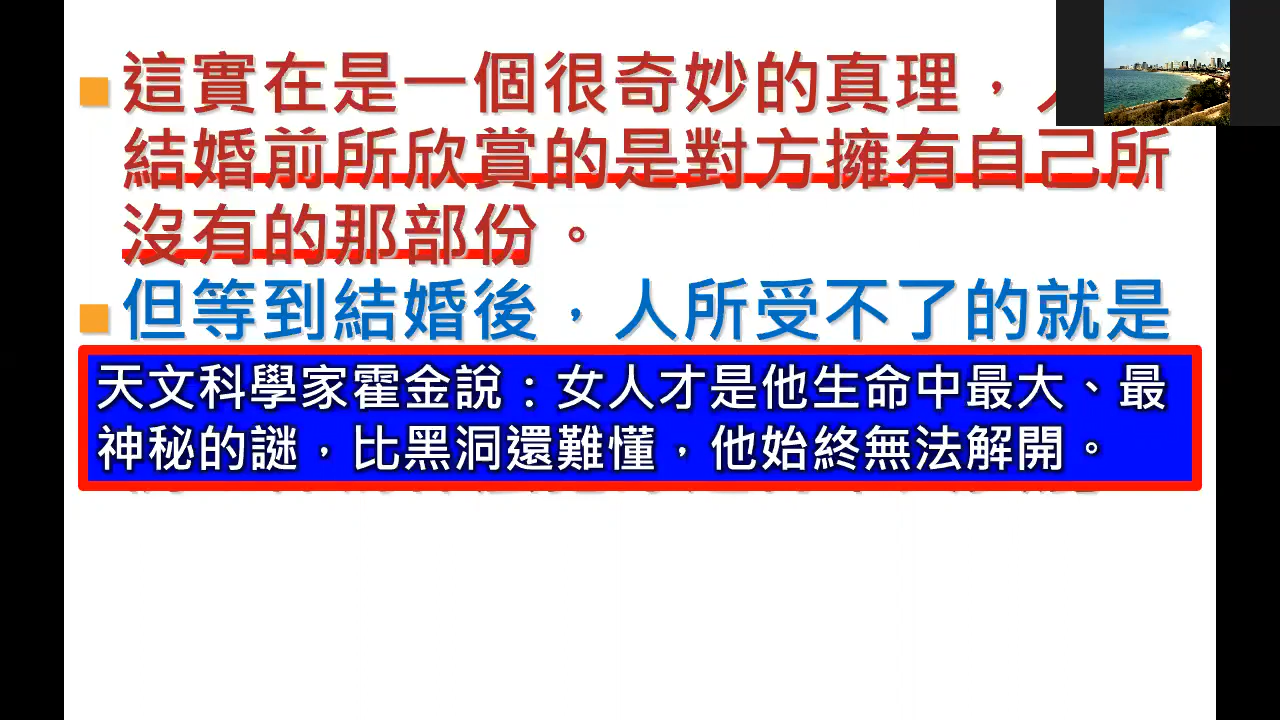 這實在是一個很奇妙的真理，
結婚前所欣賞的是對方擁有自己所
沒有的那部份。
但等到結婚後，人所受不了的就是
天文科學家霍金說：女人才是他生命中最大、最
神秘的謎，比黑洞還難懂，他始終無法解開。